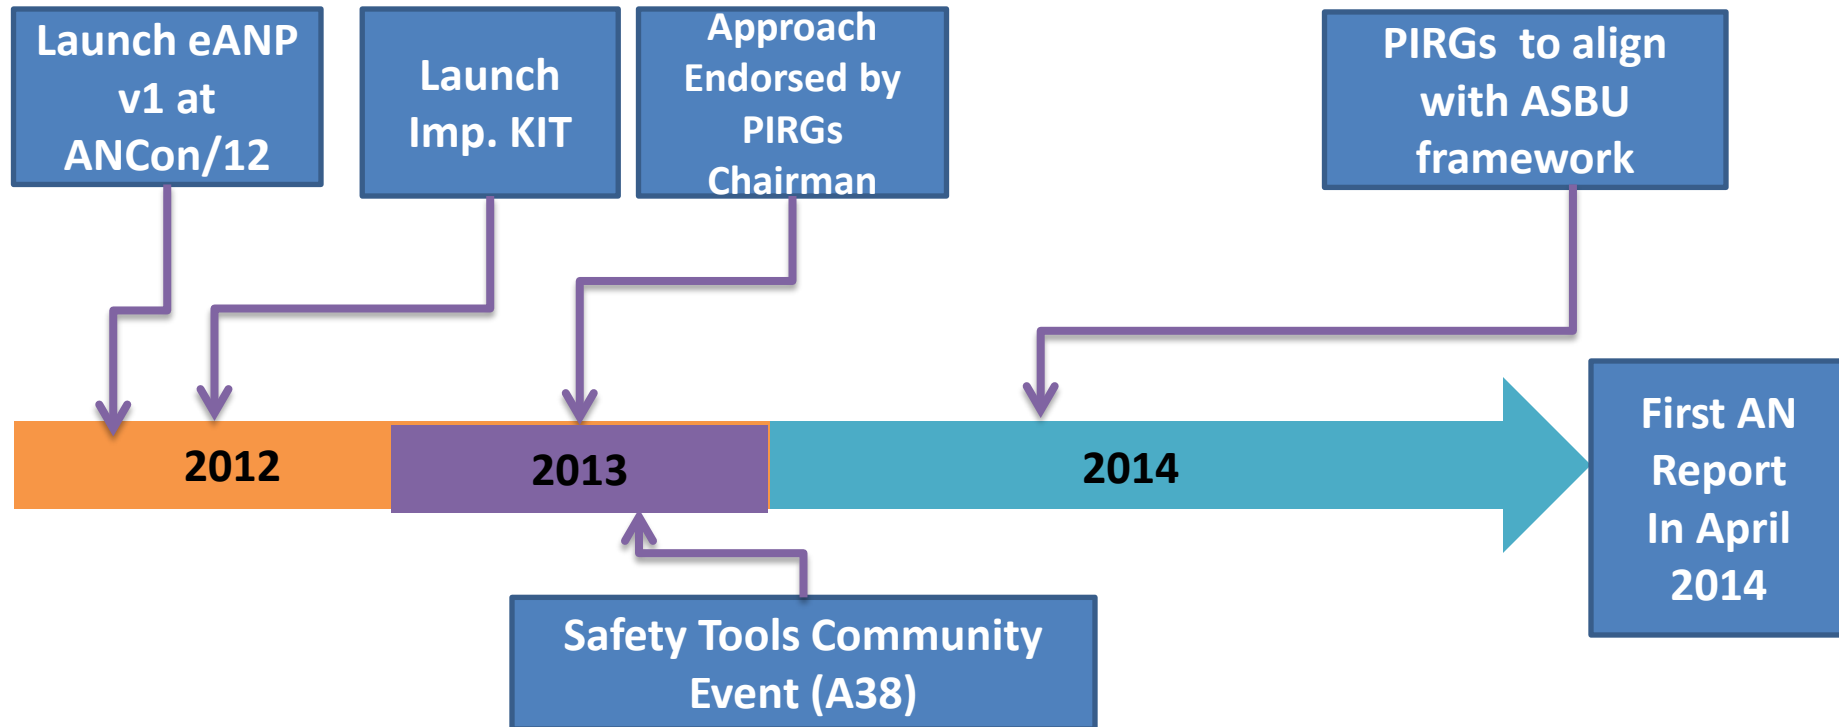 Launch eANP
v1 at
ANCon/12
Launch
Imp. KIT
Approach
Endorsed by
PIRGs
Chairman
PIRGs to align
with ASBU
framework
2012
2013
2014
First AN
Report
In April
2014
Safety Tools Community
Event (A38)